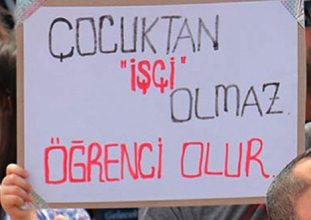 ÇOCUKTAN
"İŞÇİ"
OLMAZ.
ÖĞRENCİ OLUR.